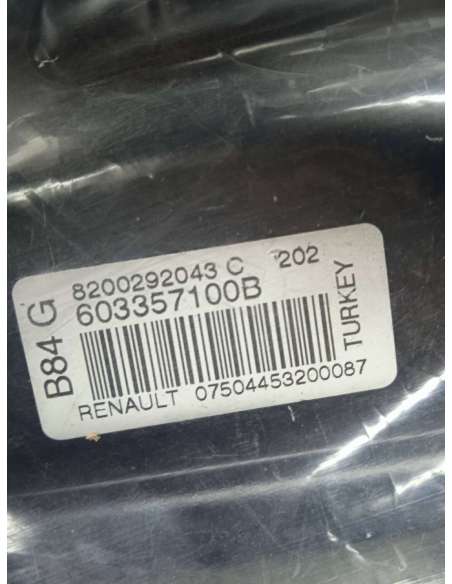 B84 G
8200292043 C 202
603357100B
RENAULT 07504453200087
TURKEY